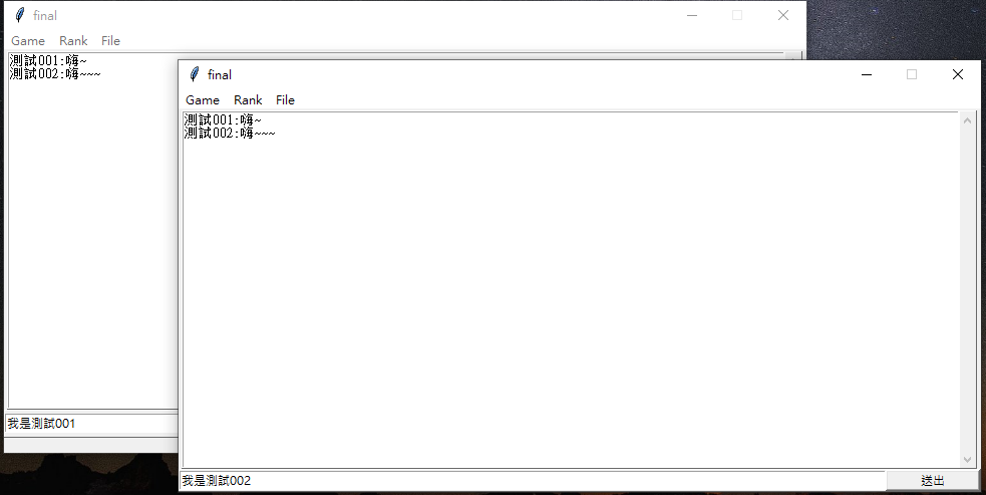 final
Game Rank File
測試001:嗨~
測試002:嗨~~~
我是測試001
final
Game Rank File
測試001:嗨~
測試002:嗨~~~
我是測試002
送出